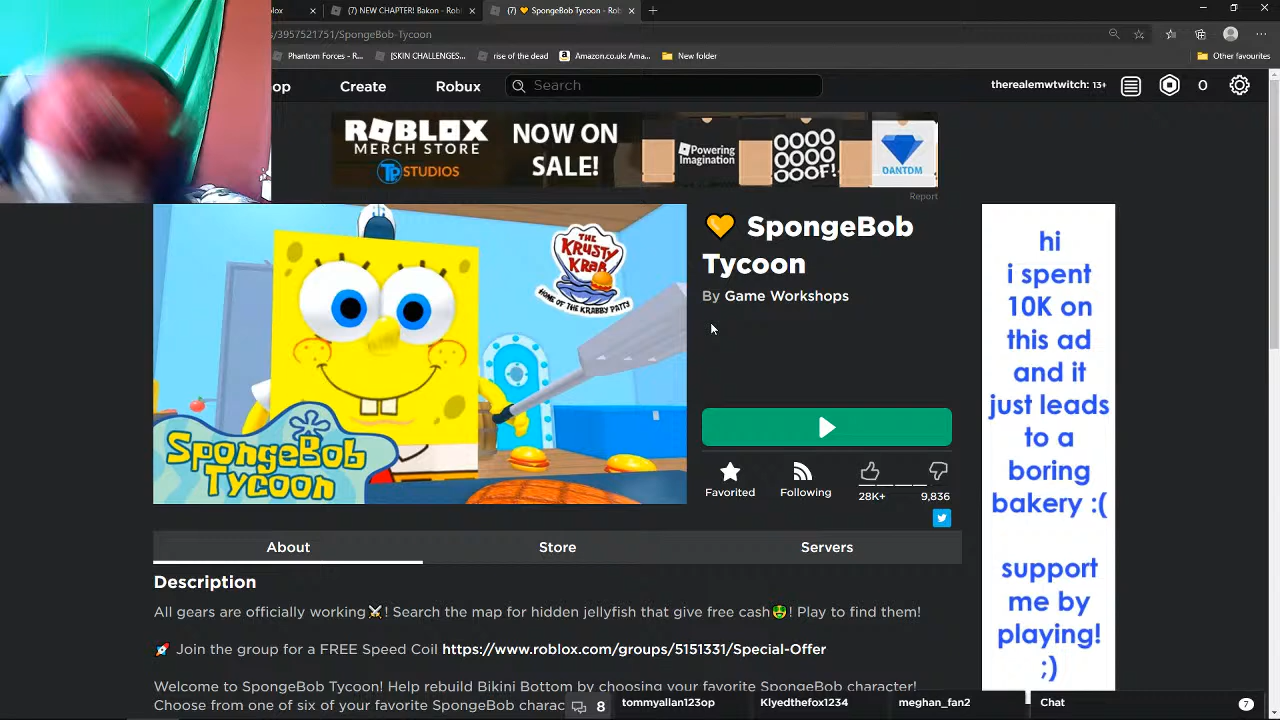 lox
(7) NEW CHAPTER! Bakon - Rob
(7) 💛 SpongeBob Tycoon - Rob
s/3957521751/SpongeBob-Tycoon
Phantom Forces - R...
[SKIN CHALLENGES...
rise of the dead
Amazon.co.uk: Ama...
New folder
Other favourites
op
Create
Robux
Search
therealemwtwitch: 13+
0
ROBLOX
MERCH STORE
STUDIOS
NOW ON
SALE!
Powering
Imagination
OOOO
OOOO
OOOF!
DANTDM
Report
THE
KRUSTY
KRAB
HOME OF THE KRABBY PATTY
SpongeBob
Tycoon
💛 SpongeBob
Tycoon
By Game Workshops
Favorited
Following
28K+
9,836
hi
i spent
10K on
this ad
and it
just leads
to a
boring
bakery :(
support
me by
playing!
;)
About
Store
Servers
Description
All gears are officially working⚔! Search the map for hidden jellyfish that give free cash🤑! Play to find them!
🚀 Join the group for a FREE Speed Coil https://www.roblox.com/groups/5151331/Special-Offer
Welcome to SpongeBob Tycoon! Help rebuild Bikini Bottom by choosing your favorite SpongeBob character!
Choose from one of six of your favorite SpongeBob charac
8
tommyallan123op
Klyedthefox1234
meghan_fan2
Chat
7